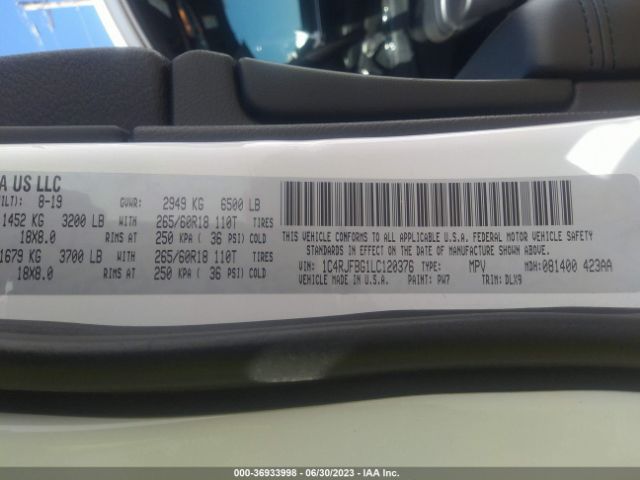 A US LLC
ILT): 8-19 GVWR: 2949 KG 6500 LB
1452 KG 3200 LB WITH 265/60R18 110T TIRES
18X8.0 RIMS AT 250 KPA ( 36 PSI) COLD
1679 KG 3700 LB WITH 265/60R18 110T TIRES
18X8.0 RIMS AT 250 KPA ( 36 PSI) COLD
THIS VEHICLE CONFORMS TO ALL APPLICABLE U.S.A. FEDERAL MOTOR VEHICLE SAFETY
STANDARDS IN EFFECT ON THE DATE OF MANUFACTURE SHOWN ABOVE.
VIN: 1C4RJFBG1LC120376 TYPE: MPV MDH: 081400 423AA
VEHICLE MADE IN U.S.A. PAINT: PW7 TRIM: DLX9
000-36933998 - 06/30/2023 - IAA Inc.